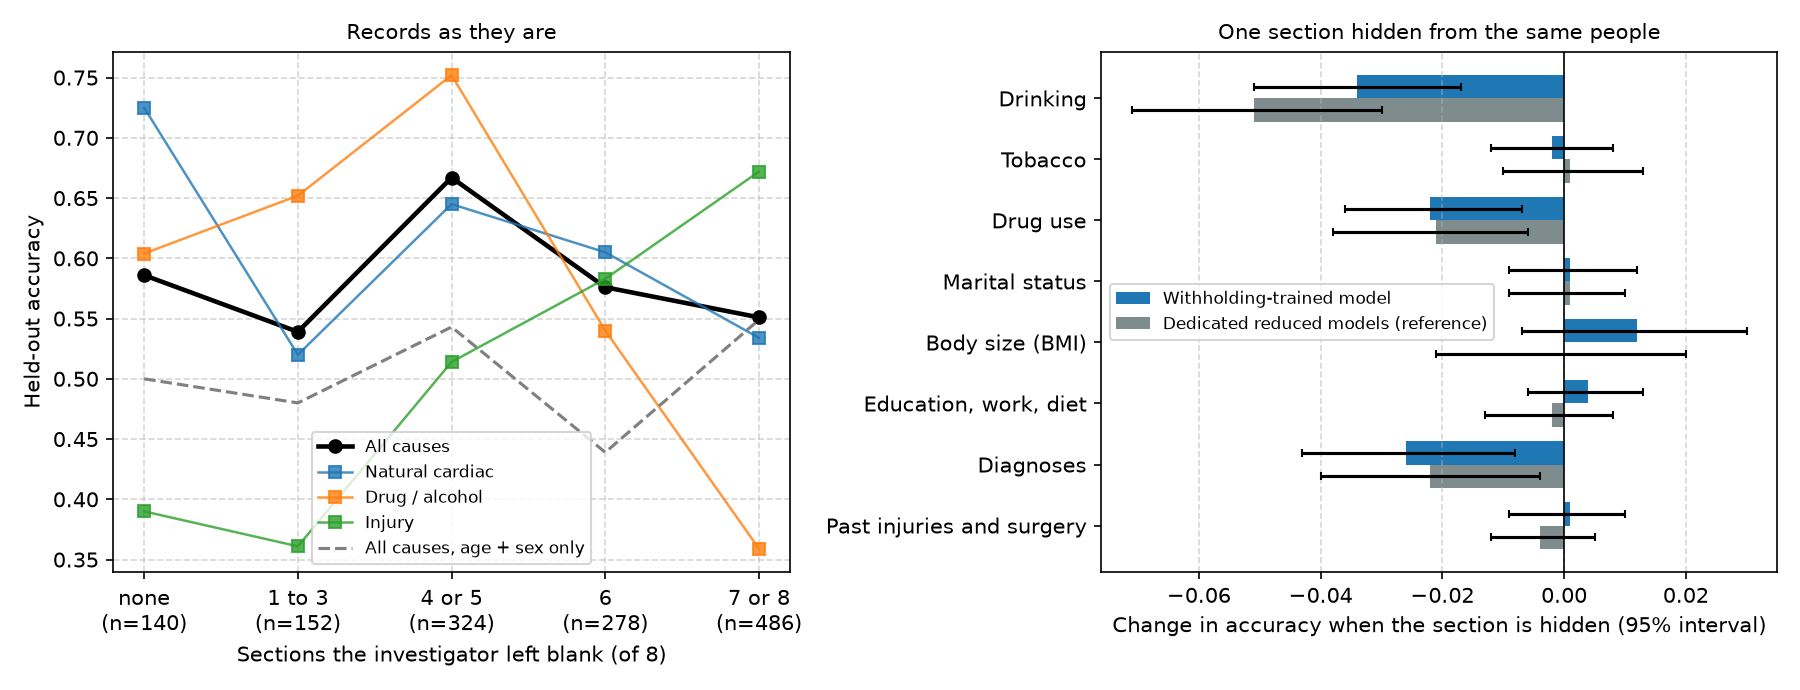 Records as they are
Held-out accuracy
0.75
0.70
0.65
0.60
0.55
0.50
0.45
0.40
0.35
All causes
Natural cardiac
Drug / alcohol
Injury
All causes, age + sex only
none 1 to 3 4 or 5 6 7 or 8
(n=140) (n=152) (n=324) (n=278) (n=486)
Sections the investigator left blank (of 8)
One section hidden from the same people
Drinking
Tobacco
Drug use
Marital status
Body size (BMI)
Education, work, diet
Diagnoses
Past injuries and surgery
Withholding-trained model
Dedicated reduced models (reference)
−0.06 −0.04 −0.02 0.00 0.02
Change in accuracy when the section is hidden (95% interval)